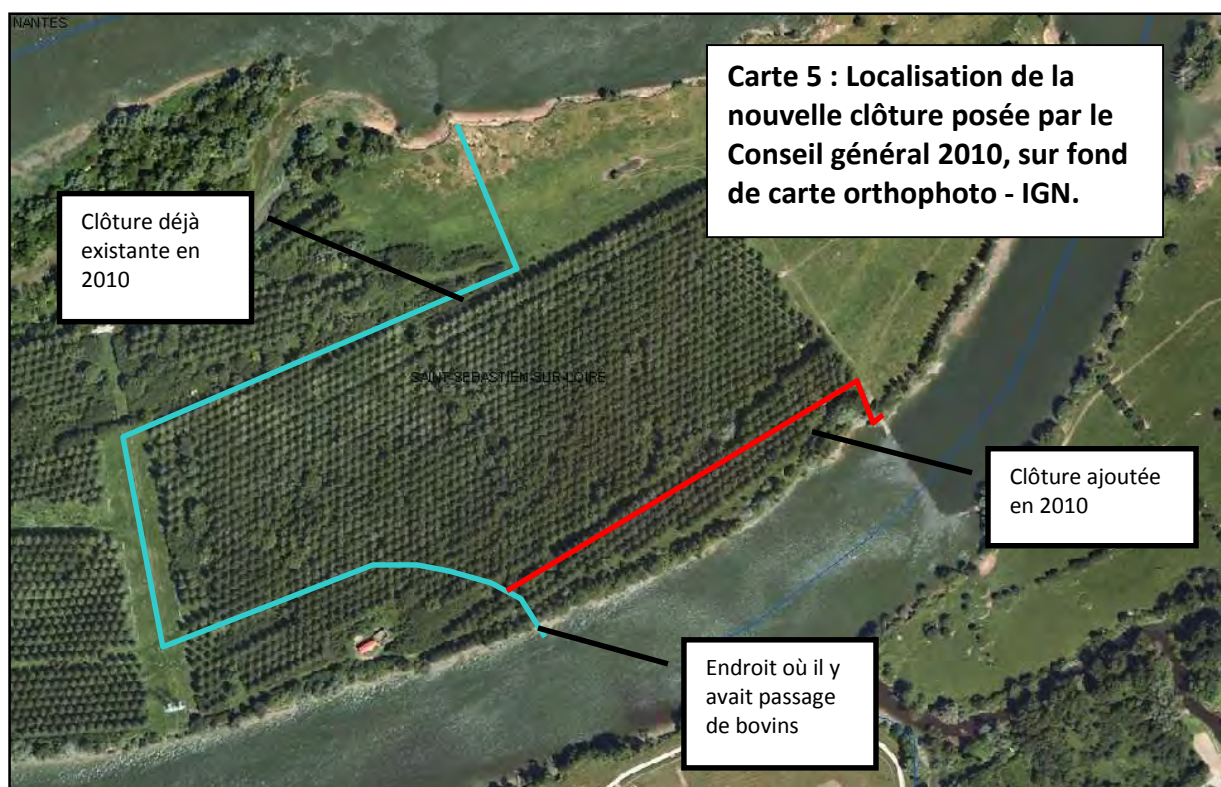 NANTES
Carte 5 : Localisation de la
nouvelle clôture posée par le
Conseil général 2010, sur fond
de carte orthophoto - IGN.
Clôture déjà
existante en
2010
SAINT-SEBASTIEN-SUR-LOIRE
Clôture ajoutée
en 2010
Endroit où il y
avait passage
de bovins